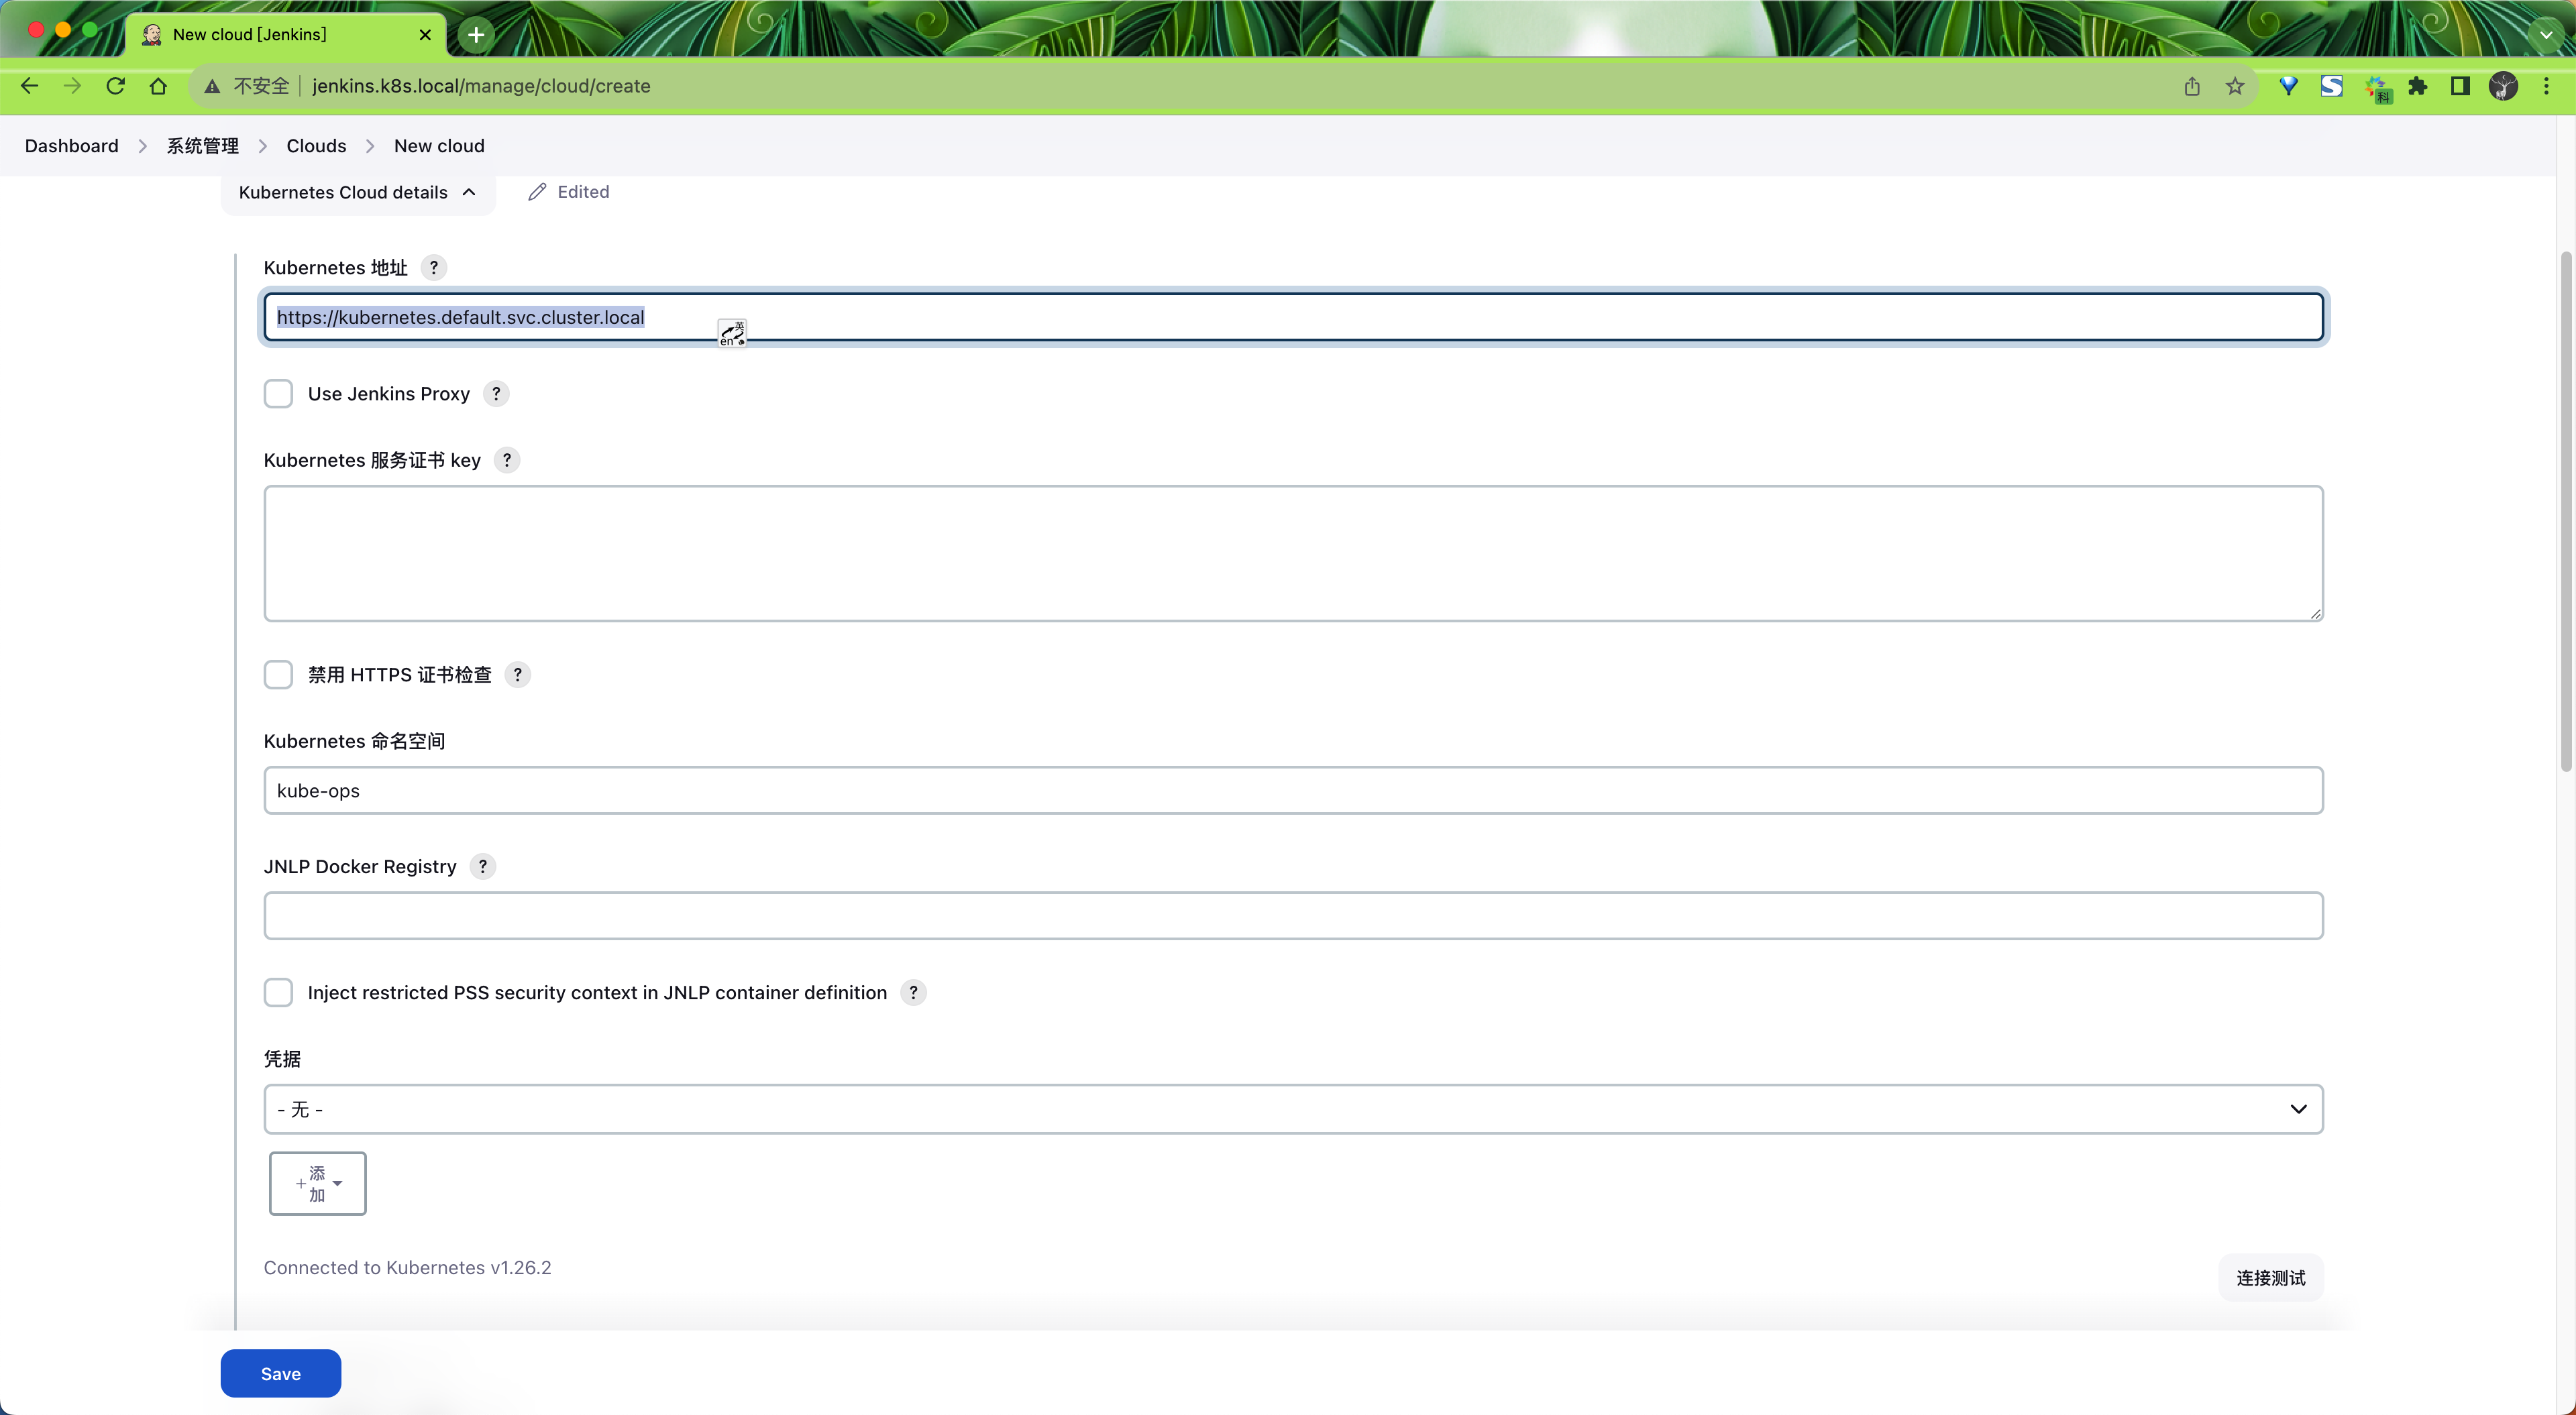 New cloud [Jenkins]
不安全 jenkins.k8s.local/manage/cloud/create
科
Dashboard 系统管理 Clouds New cloud
Kubernetes Cloud details Edited
Kubernetes 地址 ?
https://kubernetes.default.svc.cluster.local
英
en
Use Jenkins Proxy ?
Kubernetes 服务证书 key ?
禁用 HTTPS 证书检查 ?
Kubernetes 命名空间
kube-ops
JNLP Docker Registry ?
Inject restricted PSS security context in JNLP container definition ?
凭据
- 无 -
+添
加
Connected to Kubernetes v1.26.2
连接测试
Save